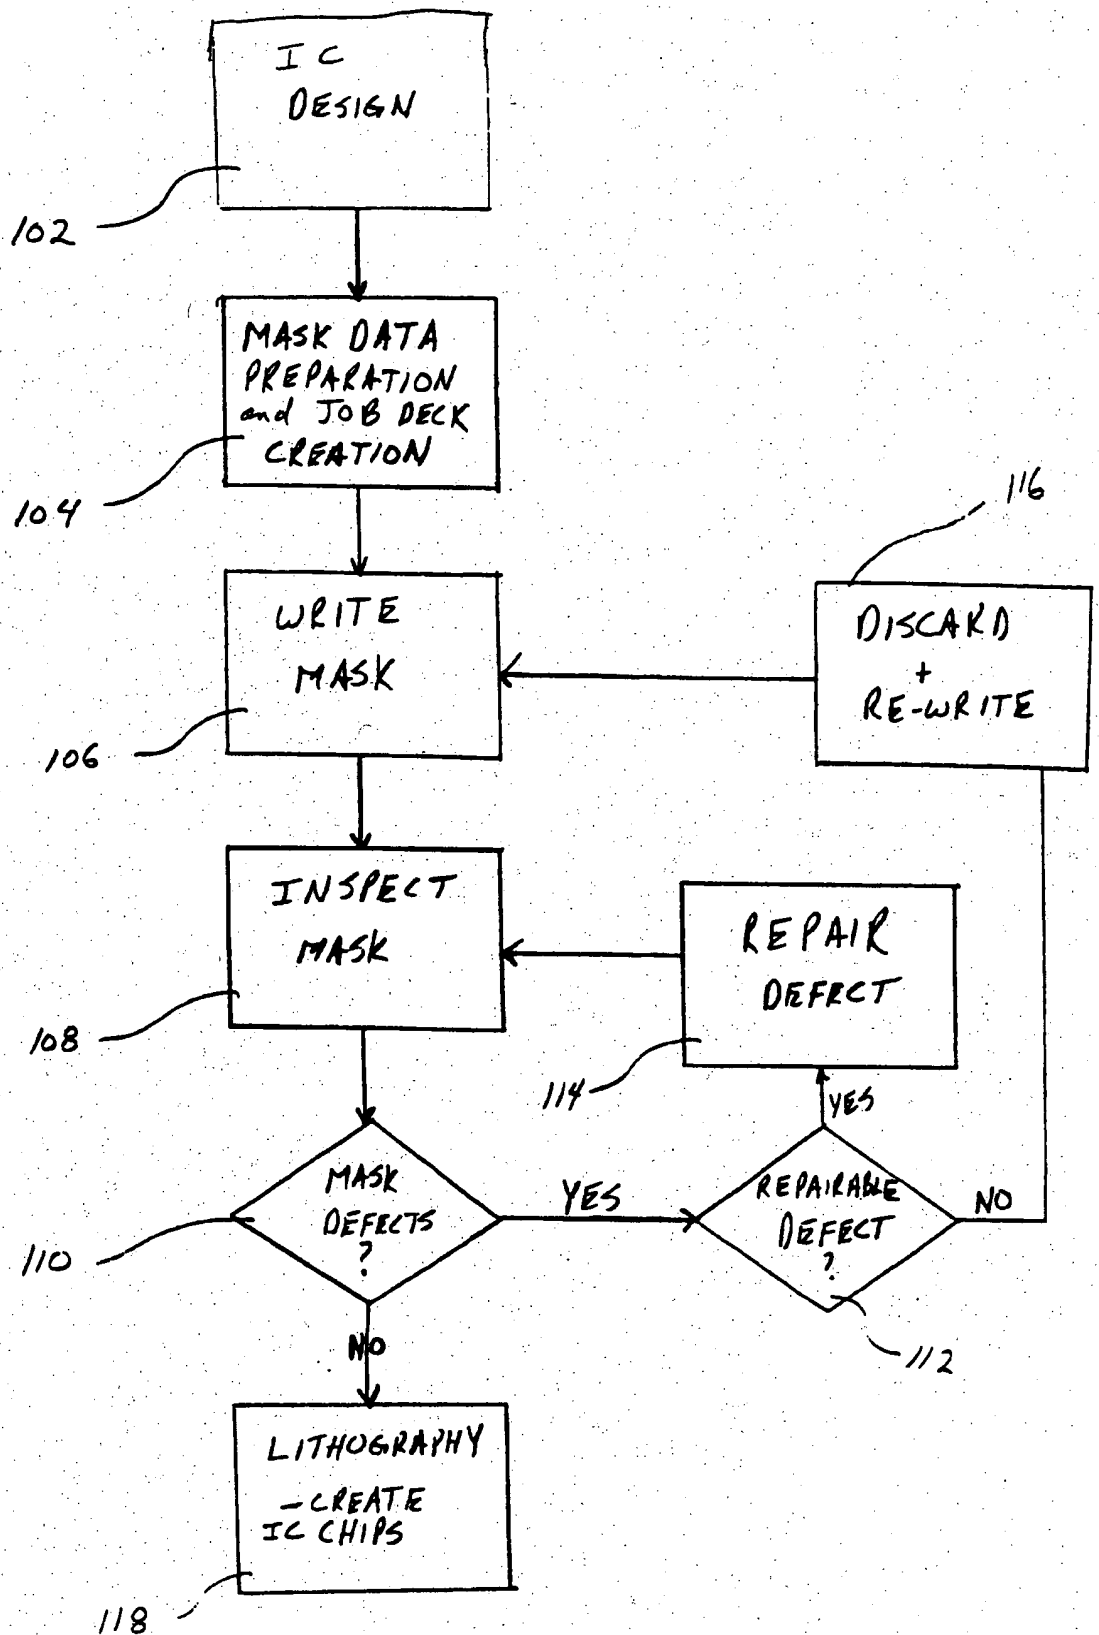 IC
DESIGN
102
MASK DATA
PREPARATION
and JOB DECK
CREATION
104
116
WRITE
MASK
DISCARD
+
RE-WRITE
106
INSPECT
MASK
REPAIR
DEFECT
108
114
YES
MASK
DEFECTS
?
YES
REPAIRABLE
DEFECT
?
NO
110
112
NO
LITHOGRAPHY
- CREATE
IC CHIPS
118